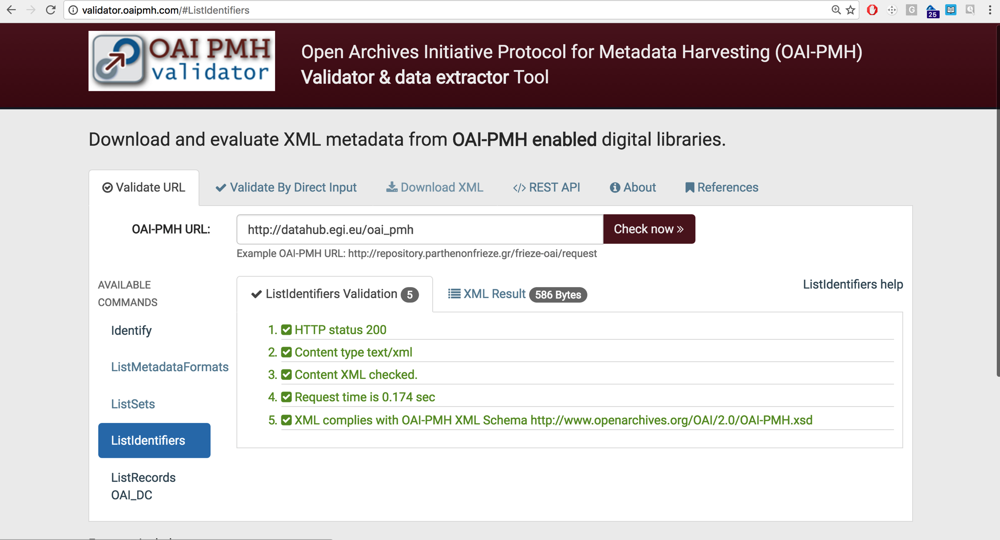 validator.oaipmh.com/#ListIdentifiers
G
25
OAI PMH
validator
Open Archives Initiative Protocol for Metadata Harvesting (OAI-PMH)
Validator & data extractor Tool
Download and evaluate XML metadata from OAI-PMH enabled digital libraries.
Validate URL
Validate By Direct Input
Download XML
</> REST API
About
References
OAI-PMH URL:
http://datahub.egi.eu/oai_pmh
Check now »
Example OAI-PMH URL: http://repository.parthenonfrieze.gr/frieze-oai/request
AVAILABLE
COMMANDS
Identify
ListMetadataFormats
ListSets
ListIdentifiers
ListRecords
OAI_DC
ListIdentifiers Validation 5
XML Result 586 Bytes
ListIdentifiers help
1. HTTP status 200
2. Content type text/xml
3. Content XML checked.
4. Request time is 0.174 sec
5. XML complies with OAI-PMH XML Schema http://www.openarchives.org/OAI/2.0/OAI-PMH.xsd